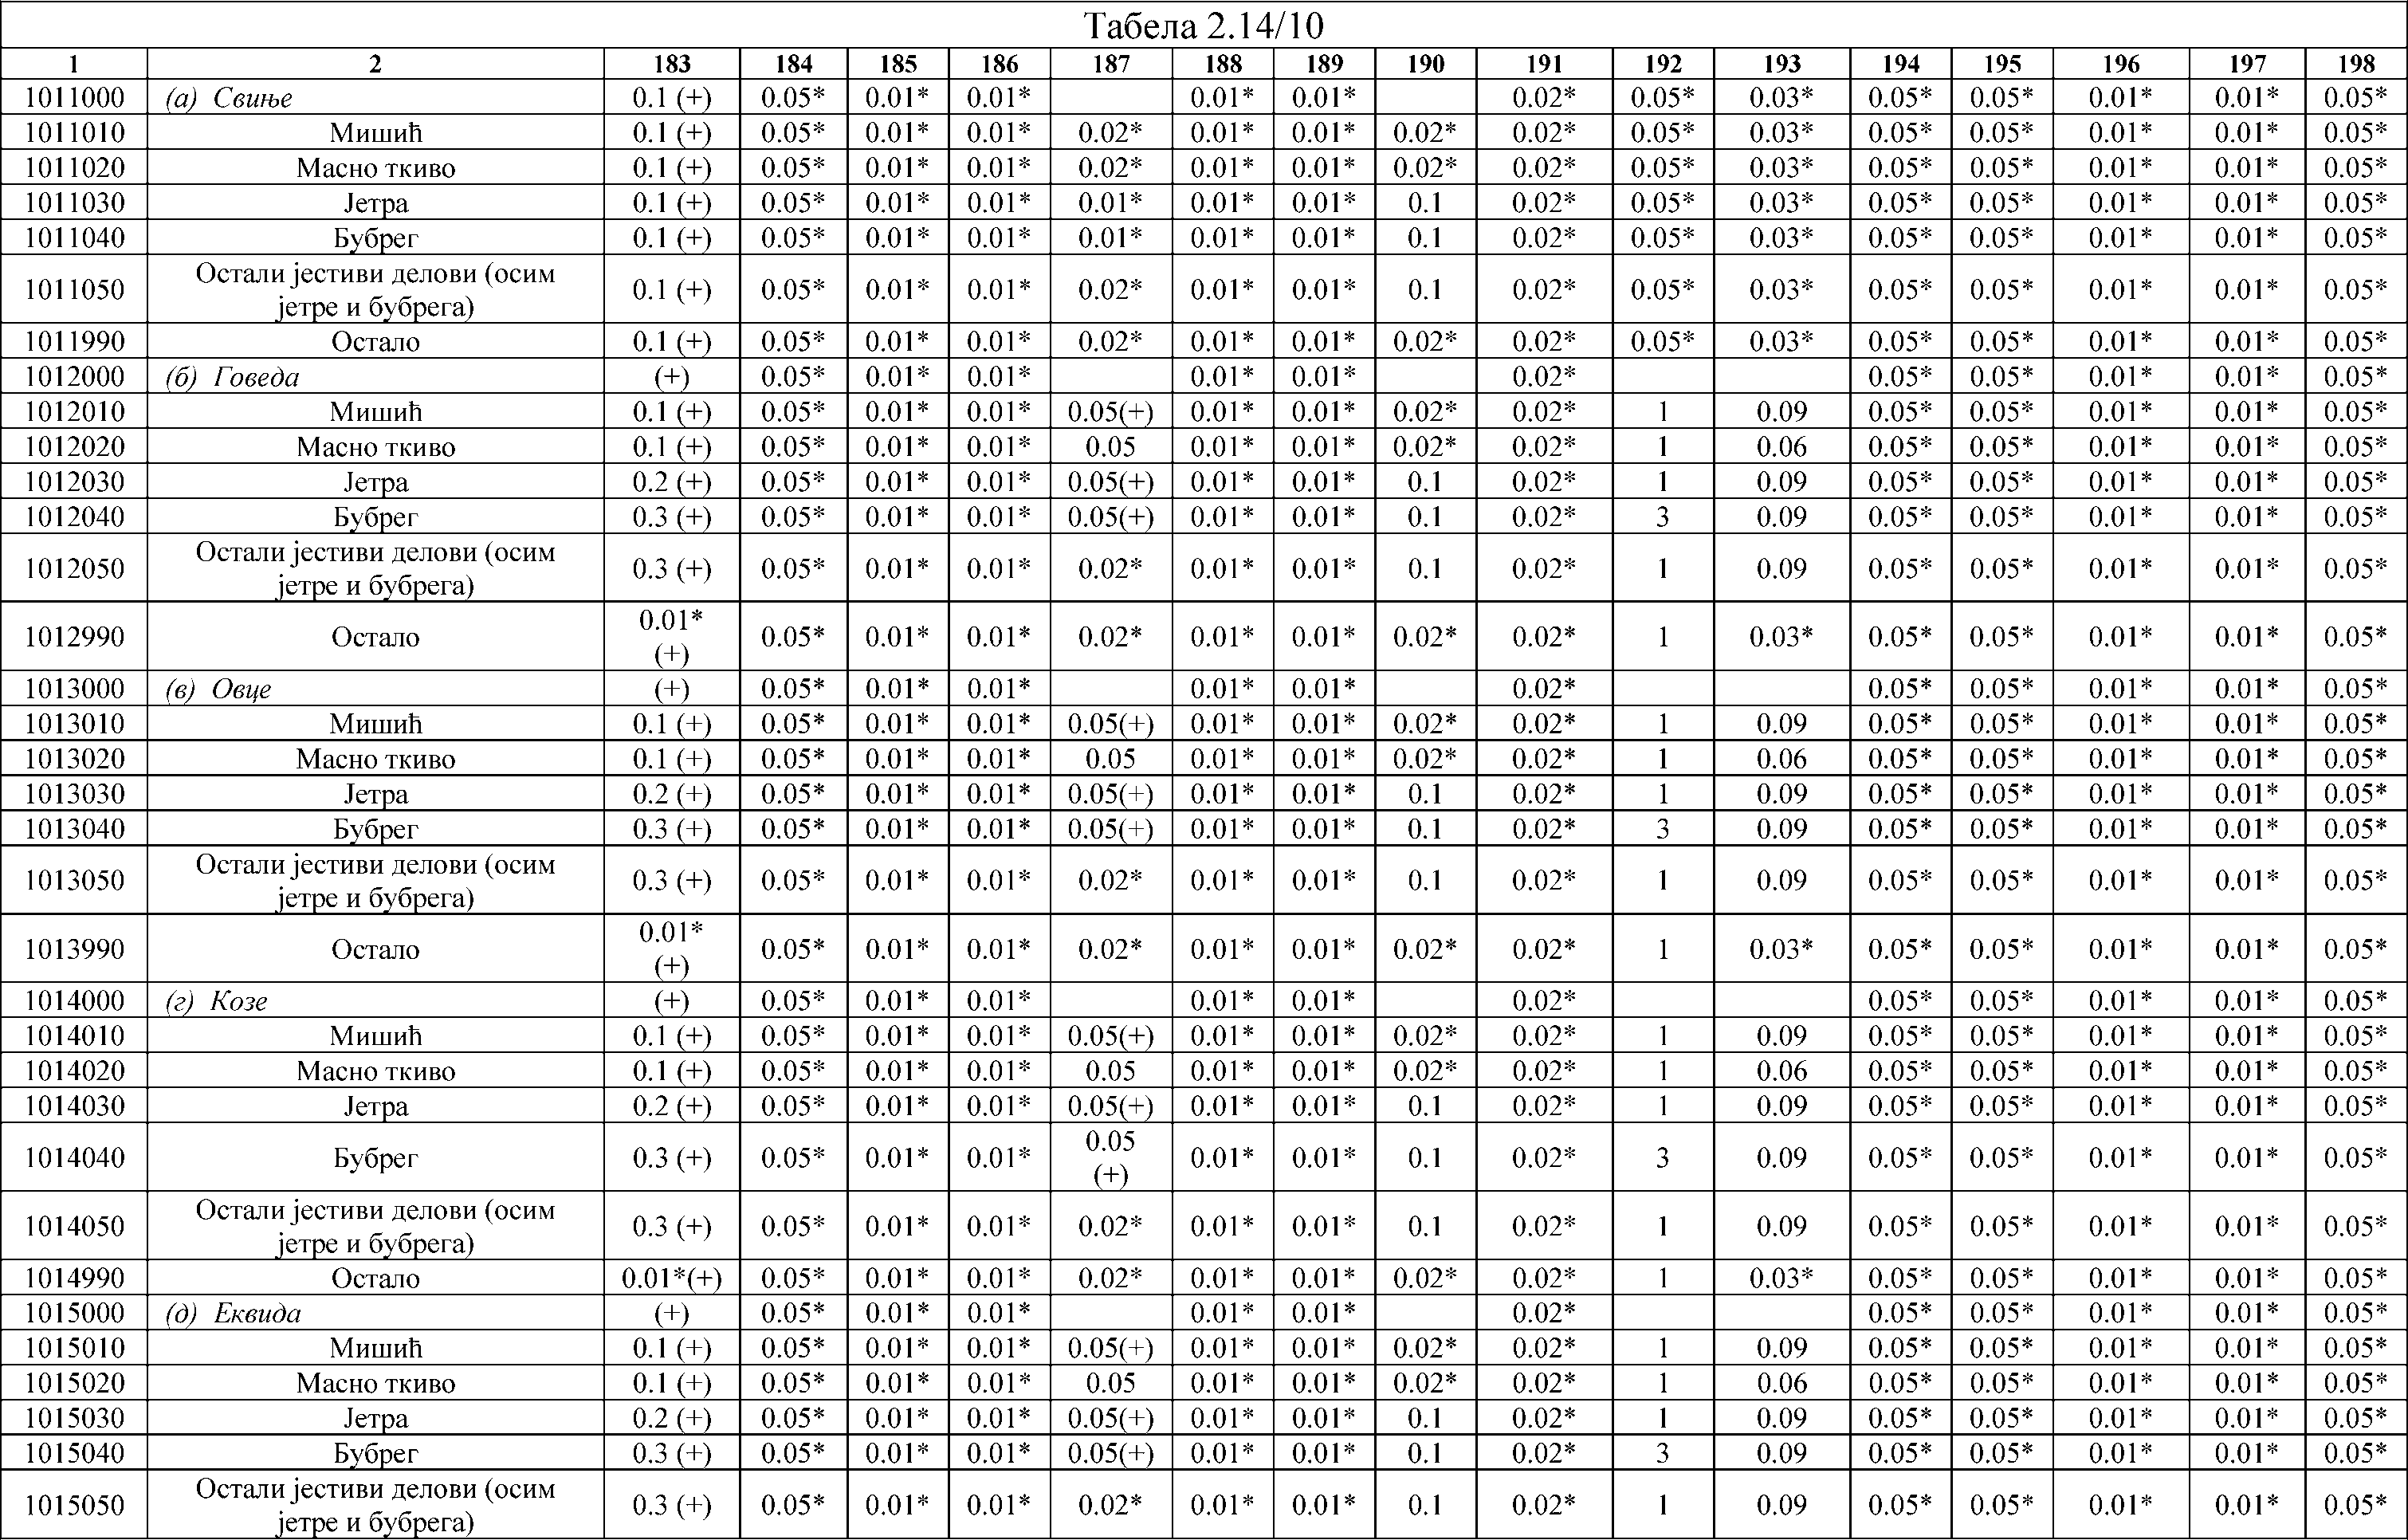 Табела 2.14/10
1 2 183 184 185 186 187 188 189 190 191 192 193 194 195 196 197 198
1011000 (а) Свиње 0.1 (+) 0.05* 0.01* 0.01* 0.01* 0.01* 0.02* 0.05* 0.03* 0.05* 0.05* 0.01* 0.01* 0.05*
1011010 Мишић 0.1 (+) 0.05* 0.01* 0.01* 0.02* 0.01* 0.01* 0.02* 0.02* 0.05* 0.03* 0.05* 0.05* 0.01* 0.01* 0.05*
1011020 Масно ткиво 0.1 (+) 0.05* 0.01* 0.01* 0.02* 0.01* 0.01* 0.02* 0.02* 0.05* 0.03* 0.05* 0.05* 0.01* 0.01* 0.05*
1011030 Јетра 0.1 (+) 0.05* 0.01* 0.01* 0.01* 0.01* 0.01* 0.1 0.02* 0.05* 0.03* 0.05* 0.05* 0.01* 0.01* 0.05*
1011040 Бубрег 0.1 (+) 0.05* 0.01* 0.01* 0.01* 0.01* 0.01* 0.1 0.02* 0.05* 0.03* 0.05* 0.05* 0.01* 0.01* 0.05*
Остали јестиви делови (осим
1011050 јетре и бубрега) 0.1 (+) 0.05* 0.01* 0.01* 0.02* 0.01* 0.01* 0.1 0.02* 0.05* 0.03* 0.05* 0.05* 0.01* 0.01* 0.05*
1011990 Остало 0.1 (+) 0.05* 0.01* 0.01* 0.02* 0.01* 0.01* 0.02* 0.02* 0.05* 0.03* 0.05* 0.05* 0.01* 0.01* 0.05*
1012000 (б) Говеда (+) 0.05* 0.01* 0.01* 0.01* 0.01* 0.02* 0.05* 0.05* 0.01* 0.01* 0.05*
1012010 Мишић 0.1 (+) 0.05* 0.01* 0.01* 0.05(+) 0.01* 0.01* 0.02* 0.02* 1 0.09 0.05* 0.05* 0.01* 0.01* 0.05*
1012020 Масно ткиво 0.1 (+) 0.05* 0.01* 0.01* 0.05 0.01* 0.01* 0.02* 0.02* 1 0.06 0.05* 0.05* 0.01* 0.01* 0.05*
1012030 Јетра 0.2 (+) 0.05* 0.01* 0.01* 0.05(+) 0.01* 0.01* 0.1 0.02* 1 0.09 0.05* 0.05* 0.01* 0.01* 0.05*
1012040 Бубрег 0.3 (+) 0.05* 0.01* 0.01* 0.05(+) 0.01* 0.01* 0.1 0.02* 3 0.09 0.05* 0.05* 0.01* 0.01* 0.05*
Остали јестиви делови (осим
1012050 јетре и бубрега) 0.3 (+) 0.05* 0.01* 0.01* 0.02* 0.01* 0.01* 0.1 0.02* 1 0.09 0.05* 0.05* 0.01* 0.01* 0.05*
0.01*
1012990 Остало (+) 0.05* 0.01* 0.01* 0.02* 0.01* 0.01* 0.02* 0.02* 1 0.03* 0.05* 0.05* 0.01* 0.01* 0.05*
1013000 (в) Овце (+) 0.05* 0.01* 0.01* 0.01* 0.01* 0.02* 0.05* 0.05* 0.01* 0.01* 0.05*
1013010 Мишић 0.1 (+) 0.05* 0.01* 0.01* 0.05(+) 0.01* 0.01* 0.02* 0.02* 1 0.09 0.05* 0.05* 0.01* 0.01* 0.05*
1013020 Масно ткиво 0.1 (+) 0.05* 0.01* 0.01* 0.05 0.01* 0.01* 0.02* 0.02* 1 0.06 0.05* 0.05* 0.01* 0.01* 0.05*
1013030 Јетра 0.2 (+) 0.05* 0.01* 0.01* 0.05(+) 0.01* 0.01* 0.1 0.02* 1 0.09 0.05* 0.05* 0.01* 0.01* 0.05*
1013040 Бубрег 0.3 (+) 0.05* 0.01* 0.01* 0.05(+) 0.01* 0.01* 0.1 0.02* 3 0.09 0.05* 0.05* 0.01* 0.01* 0.05*
Остали јестиви делови (осим
1013050 јетре и бубрега) 0.3 (+) 0.05* 0.01* 0.01* 0.02* 0.01* 0.01* 0.1 0.02* 1 0.09 0.05* 0.05* 0.01* 0.01* 0.05*
0.01*
1013990 Остало (+) 0.05* 0.01* 0.01* 0.02* 0.01* 0.01* 0.02* 0.02* 1 0.03* 0.05* 0.05* 0.01* 0.01* 0.05*
1014000 (г) Козе (+) 0.05* 0.01* 0.01* 0.01* 0.01* 0.02* 0.05* 0.05* 0.01* 0.01* 0.05*
1014010 Мишић 0.1 (+) 0.05* 0.01* 0.01* 0.05(+) 0.01* 0.01* 0.02* 0.02* 1 0.09 0.05* 0.05* 0.01* 0.01* 0.05*
1014020 Масно ткиво 0.1 (+) 0.05* 0.01* 0.01* 0.05 0.01* 0.01* 0.02* 0.02* 1 0.06 0.05* 0.05* 0.01* 0.01* 0.05*
1014030 Јетра 0.2 (+) 0.05* 0.01* 0.01* 0.05(+) 0.01* 0.01* 0.1 0.02* 1 0.09 0.05* 0.05* 0.01* 0.01* 0.05*
0.05
1014040 Бубрег 0.3 (+) 0.05* 0.01* 0.01* (+) 0.01* 0.01* 0.1 0.02* 3 0.09 0.05* 0.05* 0.01* 0.01* 0.05*
Остали јестиви делови (осим
1014050 јетре и бубрега) 0.3 (+) 0.05* 0.01* 0.01* 0.02* 0.01* 0.01* 0.1 0.02* 1 0.09 0.05* 0.05* 0.01* 0.01* 0.05*
1014990 Остало 0.01*(+) 0.05* 0.01* 0.01* 0.02* 0.01* 0.01* 0.02* 0.02* 1 0.03* 0.05* 0.05* 0.01* 0.01* 0.05*
1015000 (д) Еквида (+) 0.05* 0.01* 0.01* 0.01* 0.01* 0.02* 0.05* 0.05* 0.01* 0.01* 0.05*
1015010 Мишић 0.1 (+) 0.05* 0.01* 0.01* 0.05(+) 0.01* 0.01* 0.02* 0.02* 1 0.09 0.05* 0.05* 0.01* 0.01* 0.05*
1015020 Масно ткиво 0.1 (+) 0.05* 0.01* 0.01* 0.05 0.01* 0.01* 0.02* 0.02* 1 0.06 0.05* 0.05* 0.01* 0.01* 0.05*
1015030 Јетра 0.2 (+) 0.05* 0.01* 0.01* 0.05(+) 0.01* 0.01* 0.1 0.02* 1 0.09 0.05* 0.05* 0.01* 0.01* 0.05*
1015040 Бубрег 0.3 (+) 0.05* 0.01* 0.01* 0.05(+) 0.01* 0.01* 0.1 0.02* 3 0.09 0.05* 0.05* 0.01* 0.01* 0.05*
Остали јестиви делови (осим
1015050 јетре и бубрега) 0.3 (+) 0.05* 0.01* 0.01* 0.02* 0.01* 0.01* 0.1 0.02* 1 0.09 0.05* 0.05* 0.01* 0.01* 0.05*